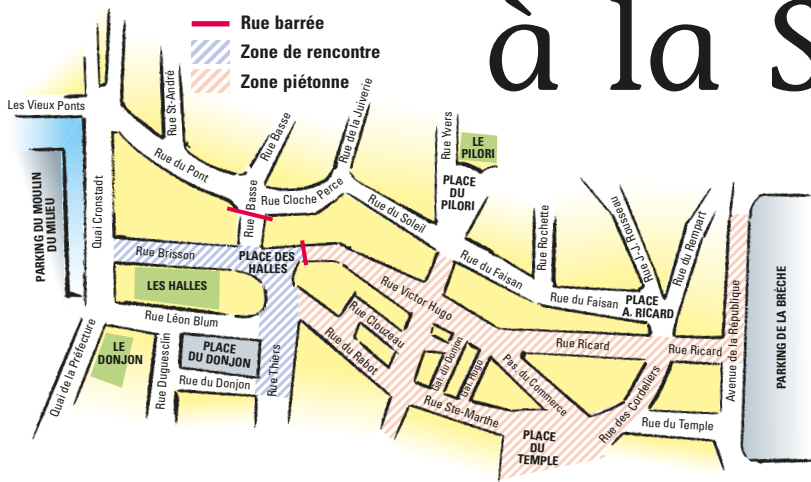 à la S
Rue barrée
Zone de rencontre
Zone piétonne
Les Vieux Ponts
Rue St-André
Rue Basse
Rue de la Juiverie
Rue Yvers
LE
PILORI
Rue du Pont
Rue Cloche Perce
PLACE
DU
PILORI
PARKING DU MOULIN
DU MILIEU
Quai Cronstadt
Rue Basse
Rue du Soleil
Rue Rochette
Rue J.-J. Rousseau
Rue du Rempart
Rue Brisson
PLACE DES
HALLES
Rue du Faisan
LES HALLES
Rue Victor Hugo
Rue du Faisan
PLACE
A. RICARD
Avenue de la République
PARKING DE LA BRÈCHE
Rue Léon Blum
Rue Clouzeau
Rue du Rabot
Rue Ricard
Rue Ricard
Quai de la Préfecture
LE
DONJON
Rue Duguesclin
PLACE
DU DONJON
Rue du Donjon
Rue Thiers
Gal. du Donjon
Gal. Hugo
Pas. du Commerce
Rue des Cordeliers
Rue Ste-Marthe
Rue du Temple
PLACE
DU
TEMPLE